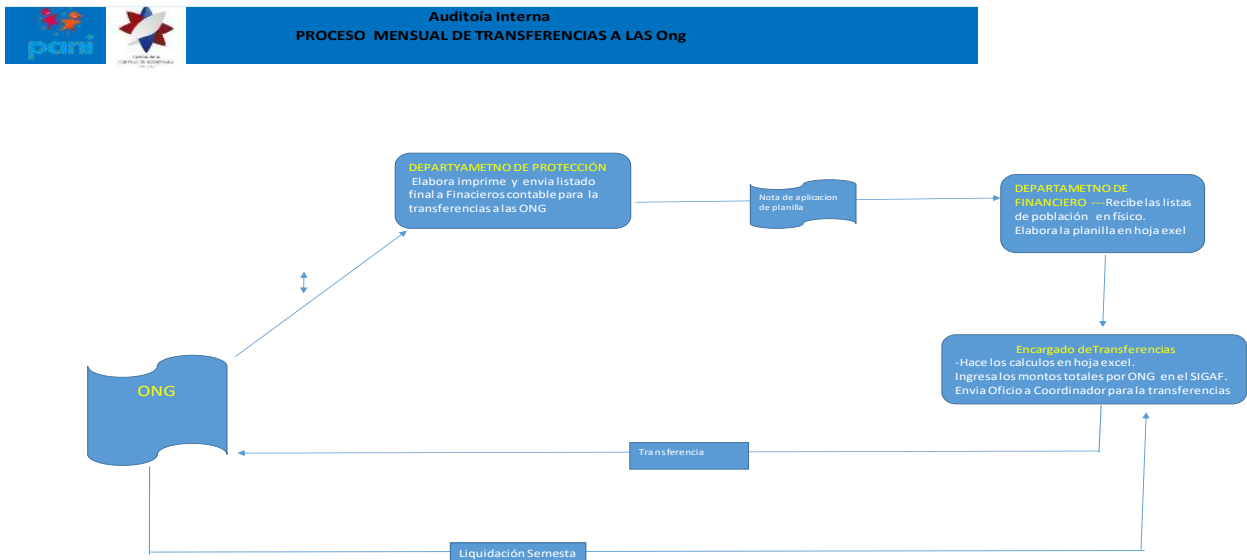 pani
Auditoía Interna
PROCESO MENSUAL DE TRANSFERENCIAS A LAS Ong
DEPARTYAMETNO DE PROTECCIÓN
Elabora imprime y envia listado
final a Finacieros contable para la
transferencias a las ONG
Nota de aplicacion
de planilla
DEPARTAMETNO DE
FINANCIERO ---Recibe las listas
de población en físico.
Elabora la planilla en hoja exel
Encargado de Transferencias
-Hace los calculos en hoja excel.
Ingresa los montos totales por ONG en el SIGAF.
Envia Oficio a Coordinador para la transferencias
ONG
Transferencia
Liquidación Semesta